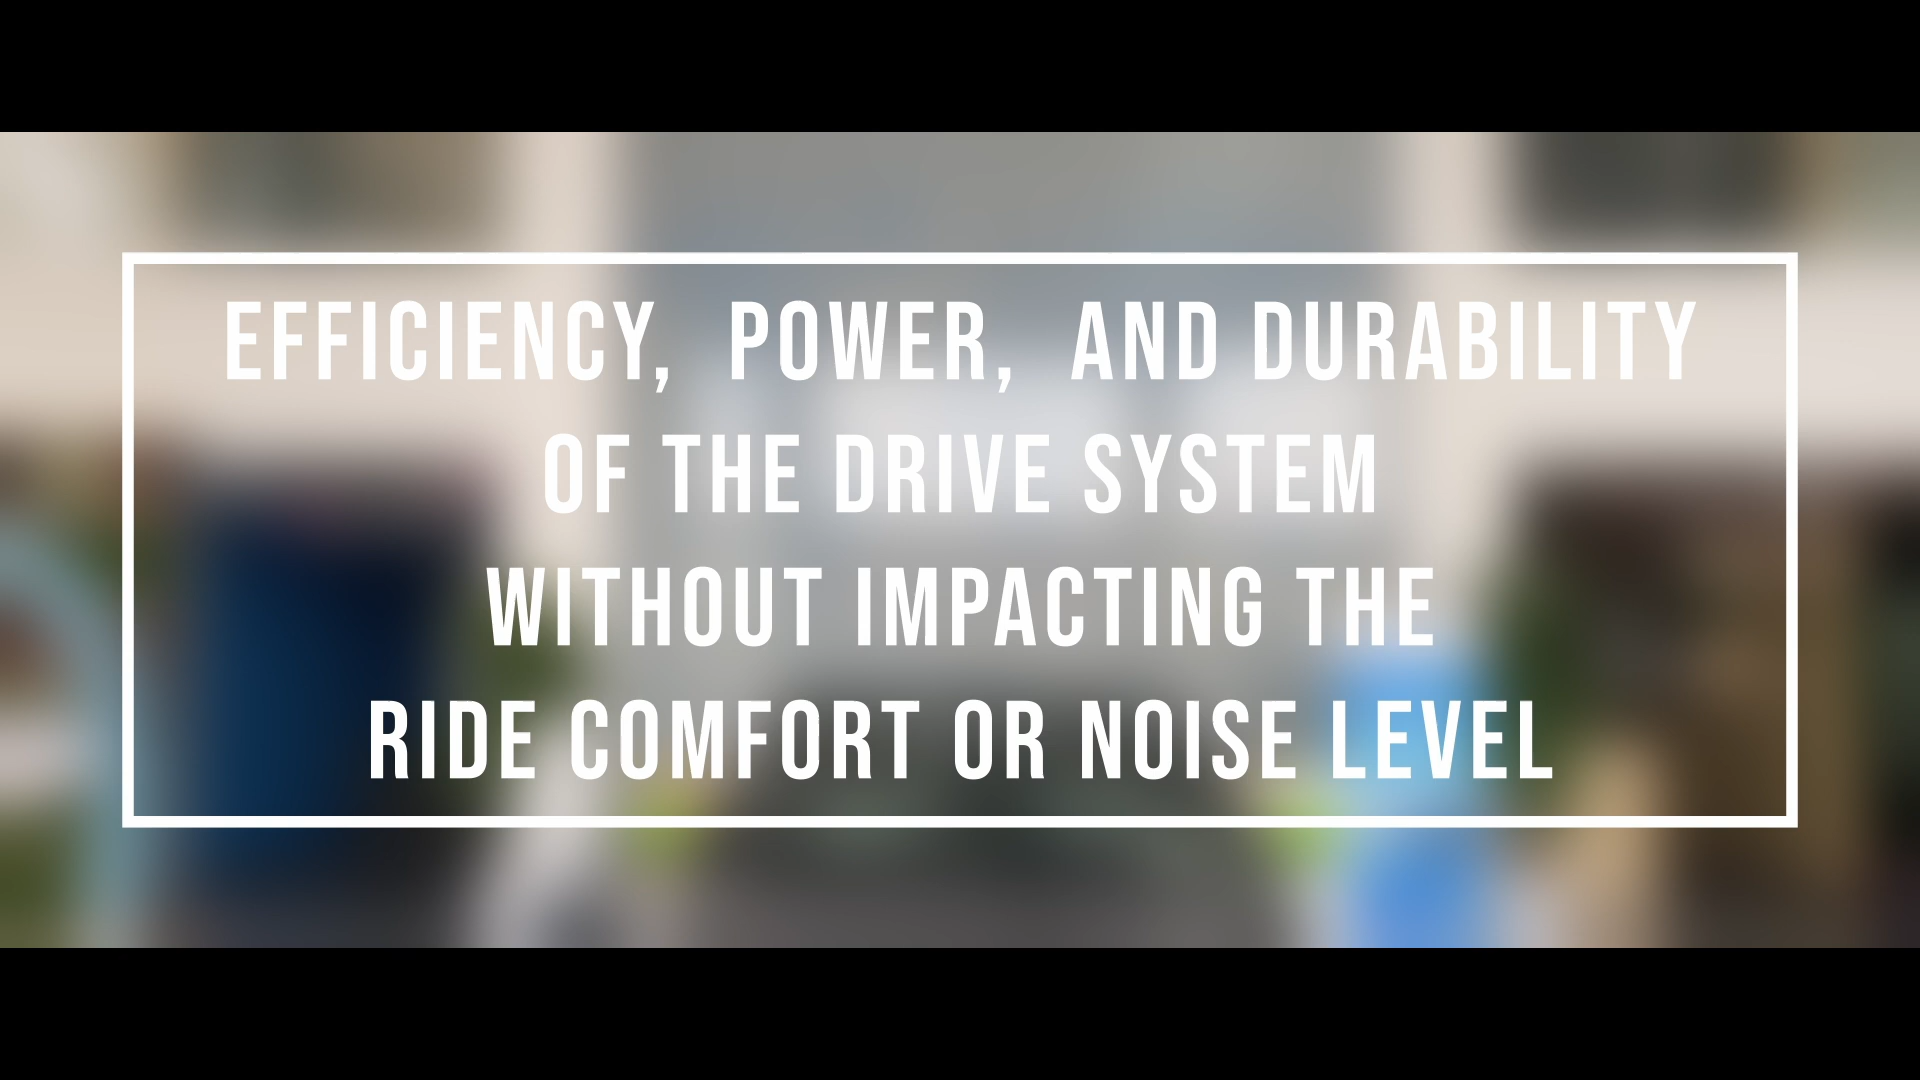 EFFICIENCY, POWER, AND DURABILITY
OF THE DRIVE SYSTEM
WITHOUT IMPACTING THE
RIDE COMFORT OR NOISE LEVEL